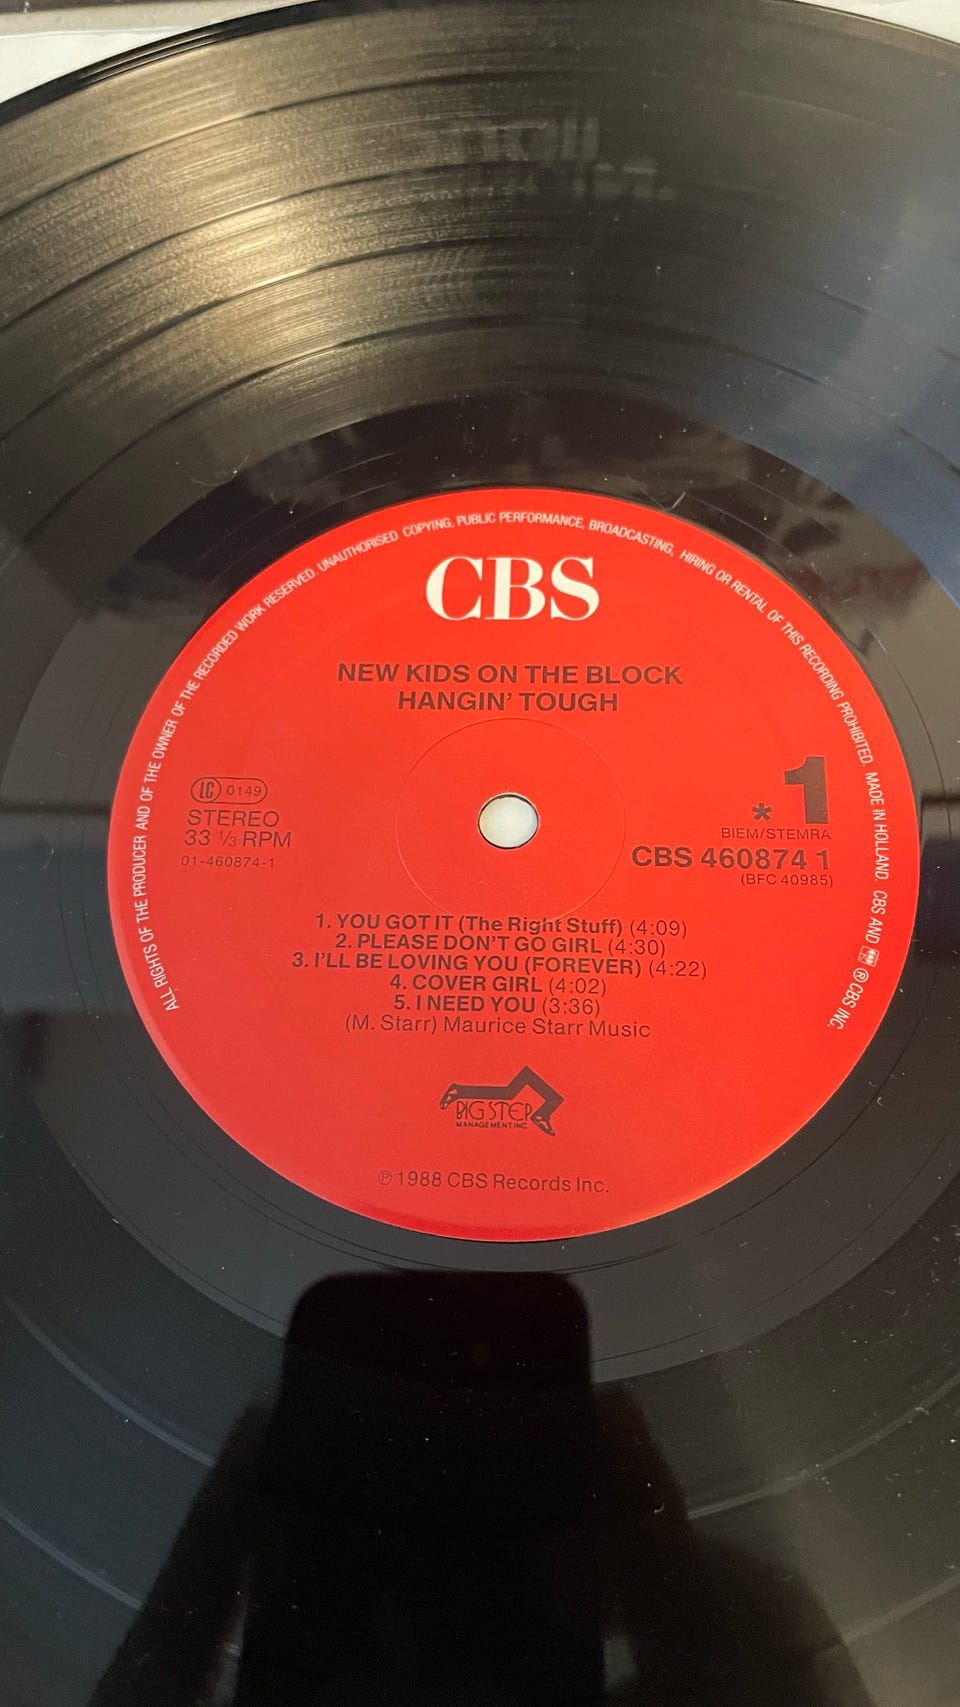 ALL RIGHTS OF THE PRODUCER AND OF THE OWNER OF THE RECORDED WORK RESERVED. UNAUTHORISED COPYING, PUBLIC PERFORMANCE, BROADCASTING, HIRING OR RENTAL OF THIS RECORDING PROHIBITED. MADE IN HOLLAND. CBS AND ® CBS INC.
CBS
NEW KIDS ON THE BLOCK
HANGIN' TOUGH
LC 0149
STEREO
33 1/3 RPM
01-460874-1
* 1
BIEM/STEMRA
CBS 460874 1
(BFC 40985)
1. YOU GOT IT (The Right Stuff) (4:09)
2. PLEASE DON'T GO GIRL (4:30)
3. I'LL BE LOVING YOU (FOREVER) (4:22)
4. COVER GIRL (4:02)
5. I NEED YOU (3:36)
(M. Starr) Maurice Starr Music
BIG STEP
MANAGEMENT.INC
℗ 1988 CBS Records Inc.